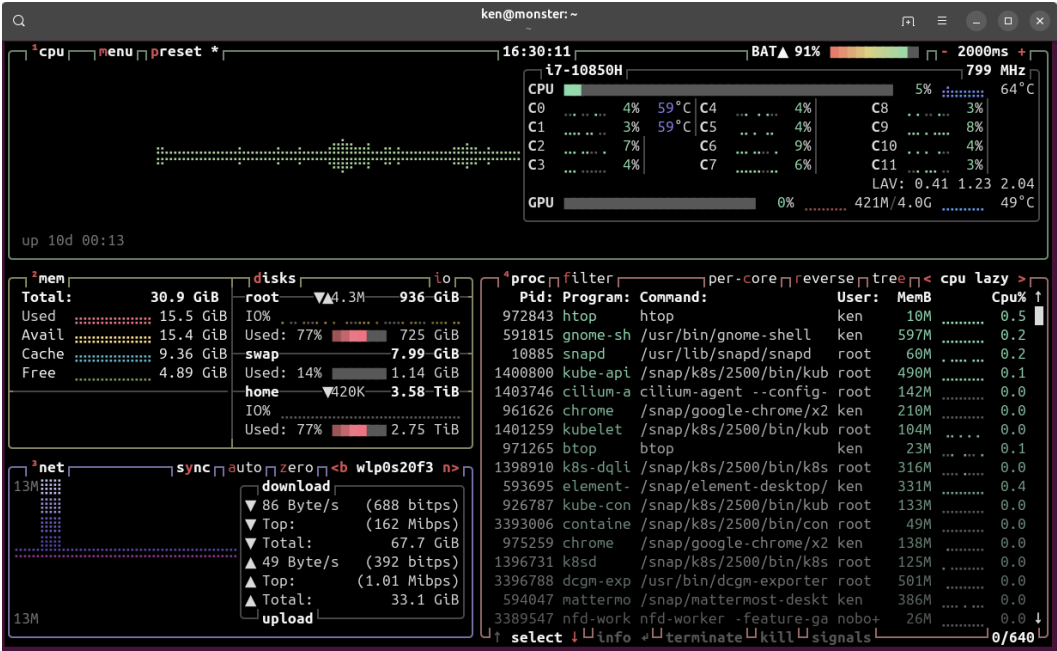 ken@monster: ~
~
¹cpu menu preset * 16:30:11 BAT▲ 91% - 2000ms +
i7-10850H 799 MHz
CPU 5% 64°C
C0 4% 59°C C4 4% C8 3%
C1 3% 59°C C5 4% C9 8%
C2 7% C6 9% C10 4%
C3 4% C7 6% C11 3%
LAV: 0.41 1.23 2.04
GPU 0% 421M/4.0G 49°C
up 10d 00:13
²mem
Total: 30.9 GiB
Used 15.5 GiB
Avail 15.4 GiB
Cache 9.36 GiB
Free 4.89 GiB
disks io
root ▼▲4.3M 936 GiB
IO%
Used: 77% 725 GiB
swap 7.99 GiB
Used: 14% 1.14 GiB
home ▼420K 3.58 TiB
IO%
Used: 77% 2.75 TiB
³net sync auto zero <b wlp0s20f3 n>
13M
13M
download
▼ 86 Byte/s (688 bitps)
▼ Top: (162 Mibps)
▼ Total: 67.7 GiB
▲ 49 Byte/s (392 bitps)
▲ Top: (1.01 Mibps)
▲ Total: 33.1 GiB
upload
⁴proc filter per-core reverse tree < cpu lazy >
Pid: Program: Command: User: MemB Cpu% ↑
972843 htop htop ken 10M 0.5
591815 gnome-sh /usr/bin/gnome-shell ken 597M 0.2
10885 snapd /usr/lib/snapd/snapd root 60M 0.2
1400800 kube-api /snap/k8s/2500/bin/kub root 490M 0.1
1403746 cilium-a cilium-agent --config- root 142M 0.0
961626 chrome /snap/google-chrome/x2 ken 210M 0.0
1401259 kubelet /snap/k8s/2500/bin/kub root 104M 0.0
971265 btop btop ken 23M 0.1
1398910 k8s-dqli /snap/k8s/2500/bin/k8s root 316M 0.0
593695 element- /snap/element-desktop/ ken 331M 0.4
926787 kube-con /snap/k8s/2500/bin/kub root 133M 0.0
3393006 containe /snap/k8s/2500/bin/con root 49M 0.0
975259 chrome /snap/google-chrome/x2 ken 138M 0.0
1396731 k8sd /snap/k8s/2500/bin/k8s root 125M 0.0
3396788 dcgm-exp /usr/bin/dcgm-exporter root 501M 0.0
594047 mattermo /snap/mattermost-deskt ken 386M 0.0
3389547 nfd-work nfd-worker -feature-ga nobo+ 26M 0.0 ↓
↑ select ↓ info ↵ terminate kill signals 0/640